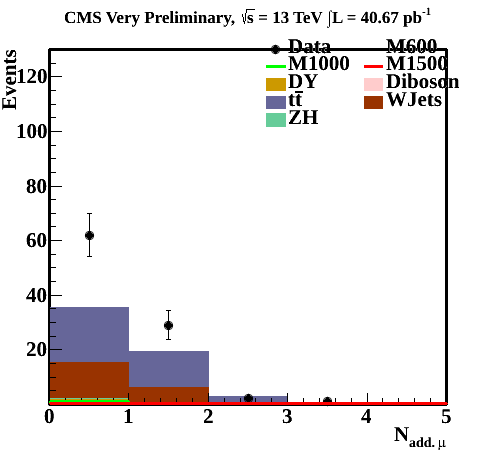 CMS Very Preliminary, √s = 13 TeV ∫L = 40.67 pb⁻¹
Events
Data M600
M1000 M1500
DY Diboson
tt̄ WJets
ZH
120
100
80
60
40
20
0 1 2 3 4 5
N_add. μ